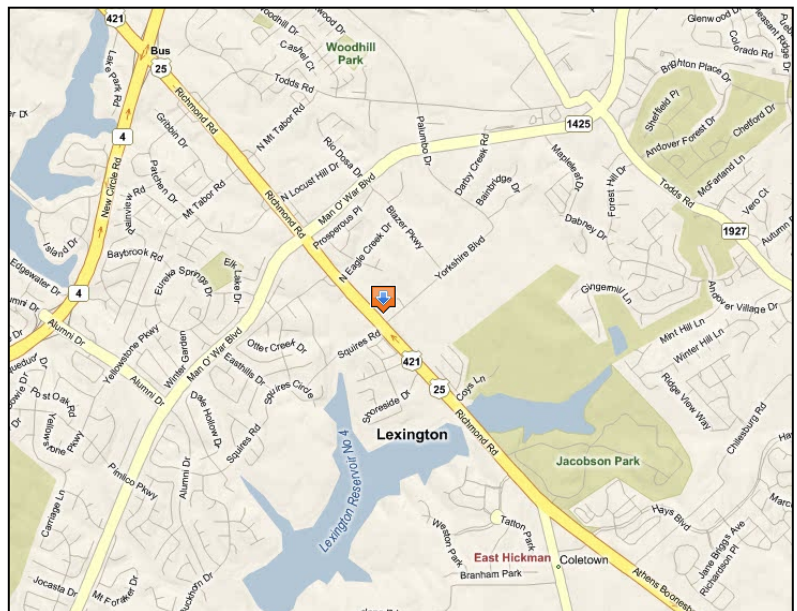 421
Bus
25
Woodhill Dr
Cashel Ct
Woodhill
Park
Glenwood Dr
Pleasant Ridge Dr
Colorado Rd
Brighton Place Dr
Lake Park Rd
Todds Rd
Richmond Rd
Sheffield Pl
Chetford Dr
Gribbin Dr
N Mt Tabor Rd
Palumbo Dr
1425
Andover Forest Dr
4
Rio Dosa Dr
Darby Creek Rd
Mapleleaf Dr
McFarland Ln
New Circle Rd
Patchen Dr
N Locust Hill Dr
Bainbridge Dr
Forest Hill Dr
Todds Rd
Vero Ct
Mt Tabor Rd
Richmond Rd
Man O' War Blvd
Prosperous Pl
Blazer Pkwy
Dabney Dr
1927
Island Dr
Baybrook Rd
N Eagle Creek Dr
Yorkshire Blvd
Edgewater Dr
Elk
Lake Dr
Eureka Springs Dr
4
Gingermill Ln
Andover Village Dr
Alumni Dr
Man O' War Blvd
Squires Rd
Mint Hill Ln
Yellowstone Pkwy
Winter Garden
Otter Creek Dr
421
Winter Hill Ln
Easthills Dr
Alumni Dr
Squires Circle
25
Coys Ln
Ridge View Way
Post Oak Rd
Dale Hollow Dr
Shoreside Dr
Richmond Rd
Chilesburg Rd
Squires Rd
Lexington
Pimlico Pkwy
Alumni Dr
Lexington Reservoir No 4
Jacobson Park
Carriage Ln
Hays Blvd
Tatton Park
Weston Park
Jane Briggs Ave
Richardson Pl
East Hickman
Coletown
Branham Park
Jocasta Dr
Mt Foraker Dr